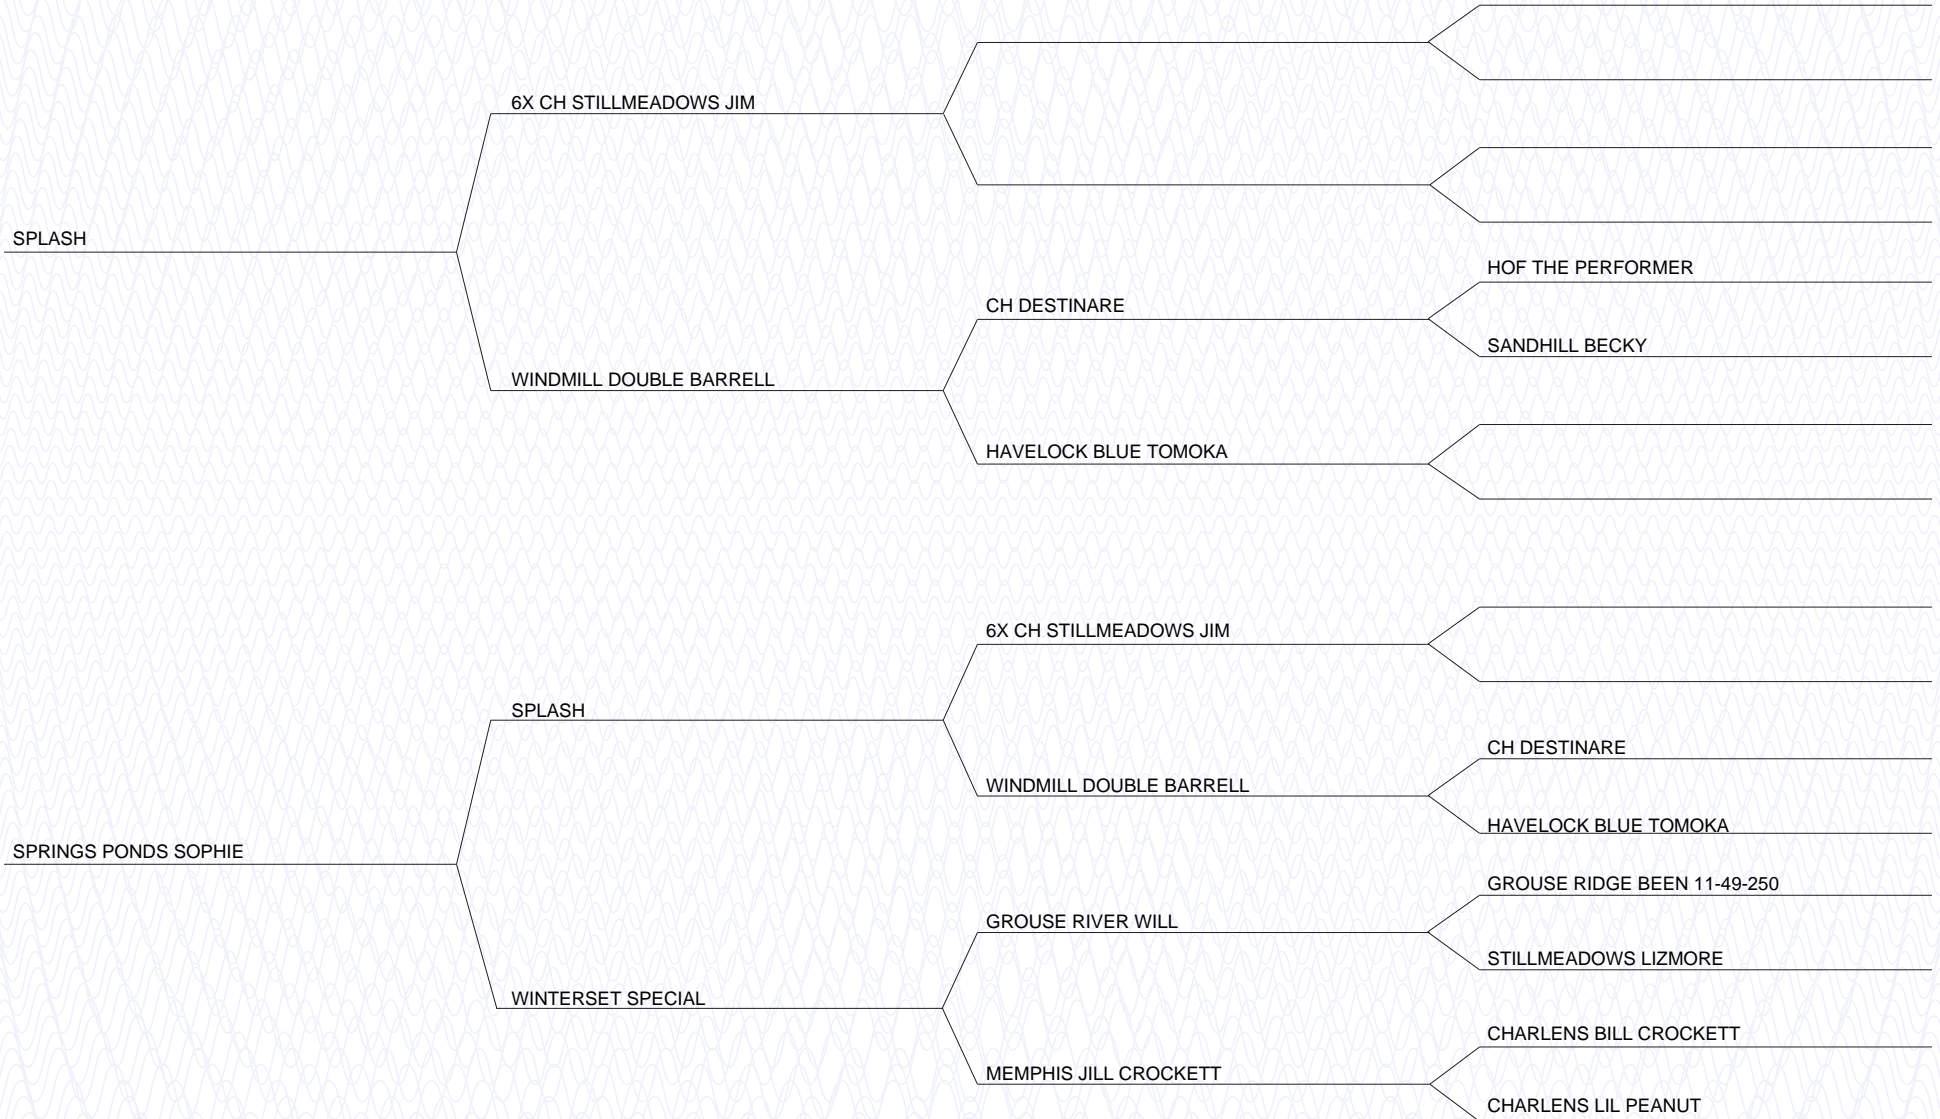 6X CH STILLMEADOWS JIM
SPLASH
HOF THE PERFORMER
CH DESTINARE
SANDHILL BECKY
WINDMILL DOUBLE BARRELL
HAVELOCK BLUE TOMOKA
6X CH STILLMEADOWS JIM
SPLASH
CH DESTINARE
WINDMILL DOUBLE BARRELL
HAVELOCK BLUE TOMOKA
SPRINGS PONDS SOPHIE
GROUSE RIDGE BEEN 11-49-250
GROUSE RIVER WILL
STILLMEADOWS LIZMORE
WINTERSET SPECIAL
CHARLENS BILL CROCKETT
MEMPHIS JILL CROCKETT
CHARLENS LIL PEANUT